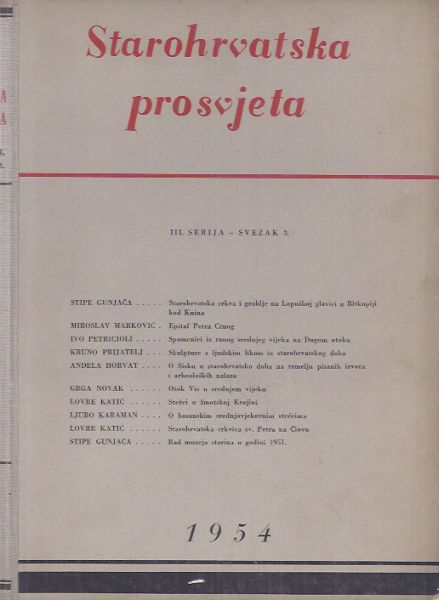 Starohrvatska
prosvjeta
III. SERIJA – SVEZAK 3.
STIPE GUNJAČA . . . . . Starohrvatska crkva i groblje na Lopuškoj glavici u Biskupiji
kod Knina
MIROSLAV MARKOVIĆ . Epitaf Petra Crnog
IVO PETRICIOLI . . . . Spomenici iz ranog srednjeg vijeka na Dugom otoku
KRUNO PRIJATELJ . . . Skulpture s ljudskim likom iz starohrvatskog doba
ANĐELA HORVAT . . . . O Sisku u starohrvatsko doba na temelju pisanih izvora
i arheoloških nalaza
GRGA NOVAK . . . . . . Otok Vis u srednjem vijeku
LOVRE KATIĆ . . . . . . Stećci u Imotskoj Krajini
LJUBO KARAMAN . . . . O bosanskim srednjovjekovnim stećcima
LOVRE KATIĆ . . . . . . Starohrvatska crkvica sv. Petra na Čiovu
STIPE GUNJAČA . . . . . Rad muzeja starina u godini 1951.
1954